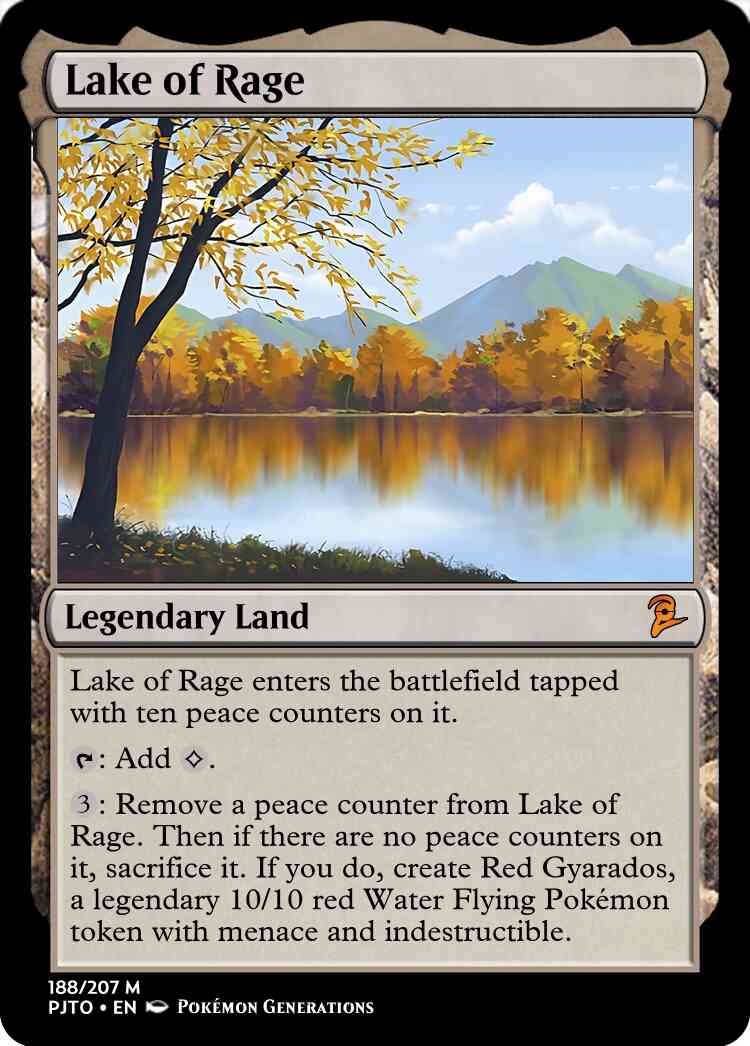 Lake of Rage
Legendary Land
Lake of Rage enters the battlefield tapped
with ten peace counters on it.
: Add .
3: Remove a peace counter from Lake of
Rage. Then if there are no peace counters on
it, sacrifice it. If you do, create Red Gyarados,
a legendary 10/10 red Water Flying Pokémon
token with menace and indestructible.
188/207 M
PJTO • EN Pokémon Generations